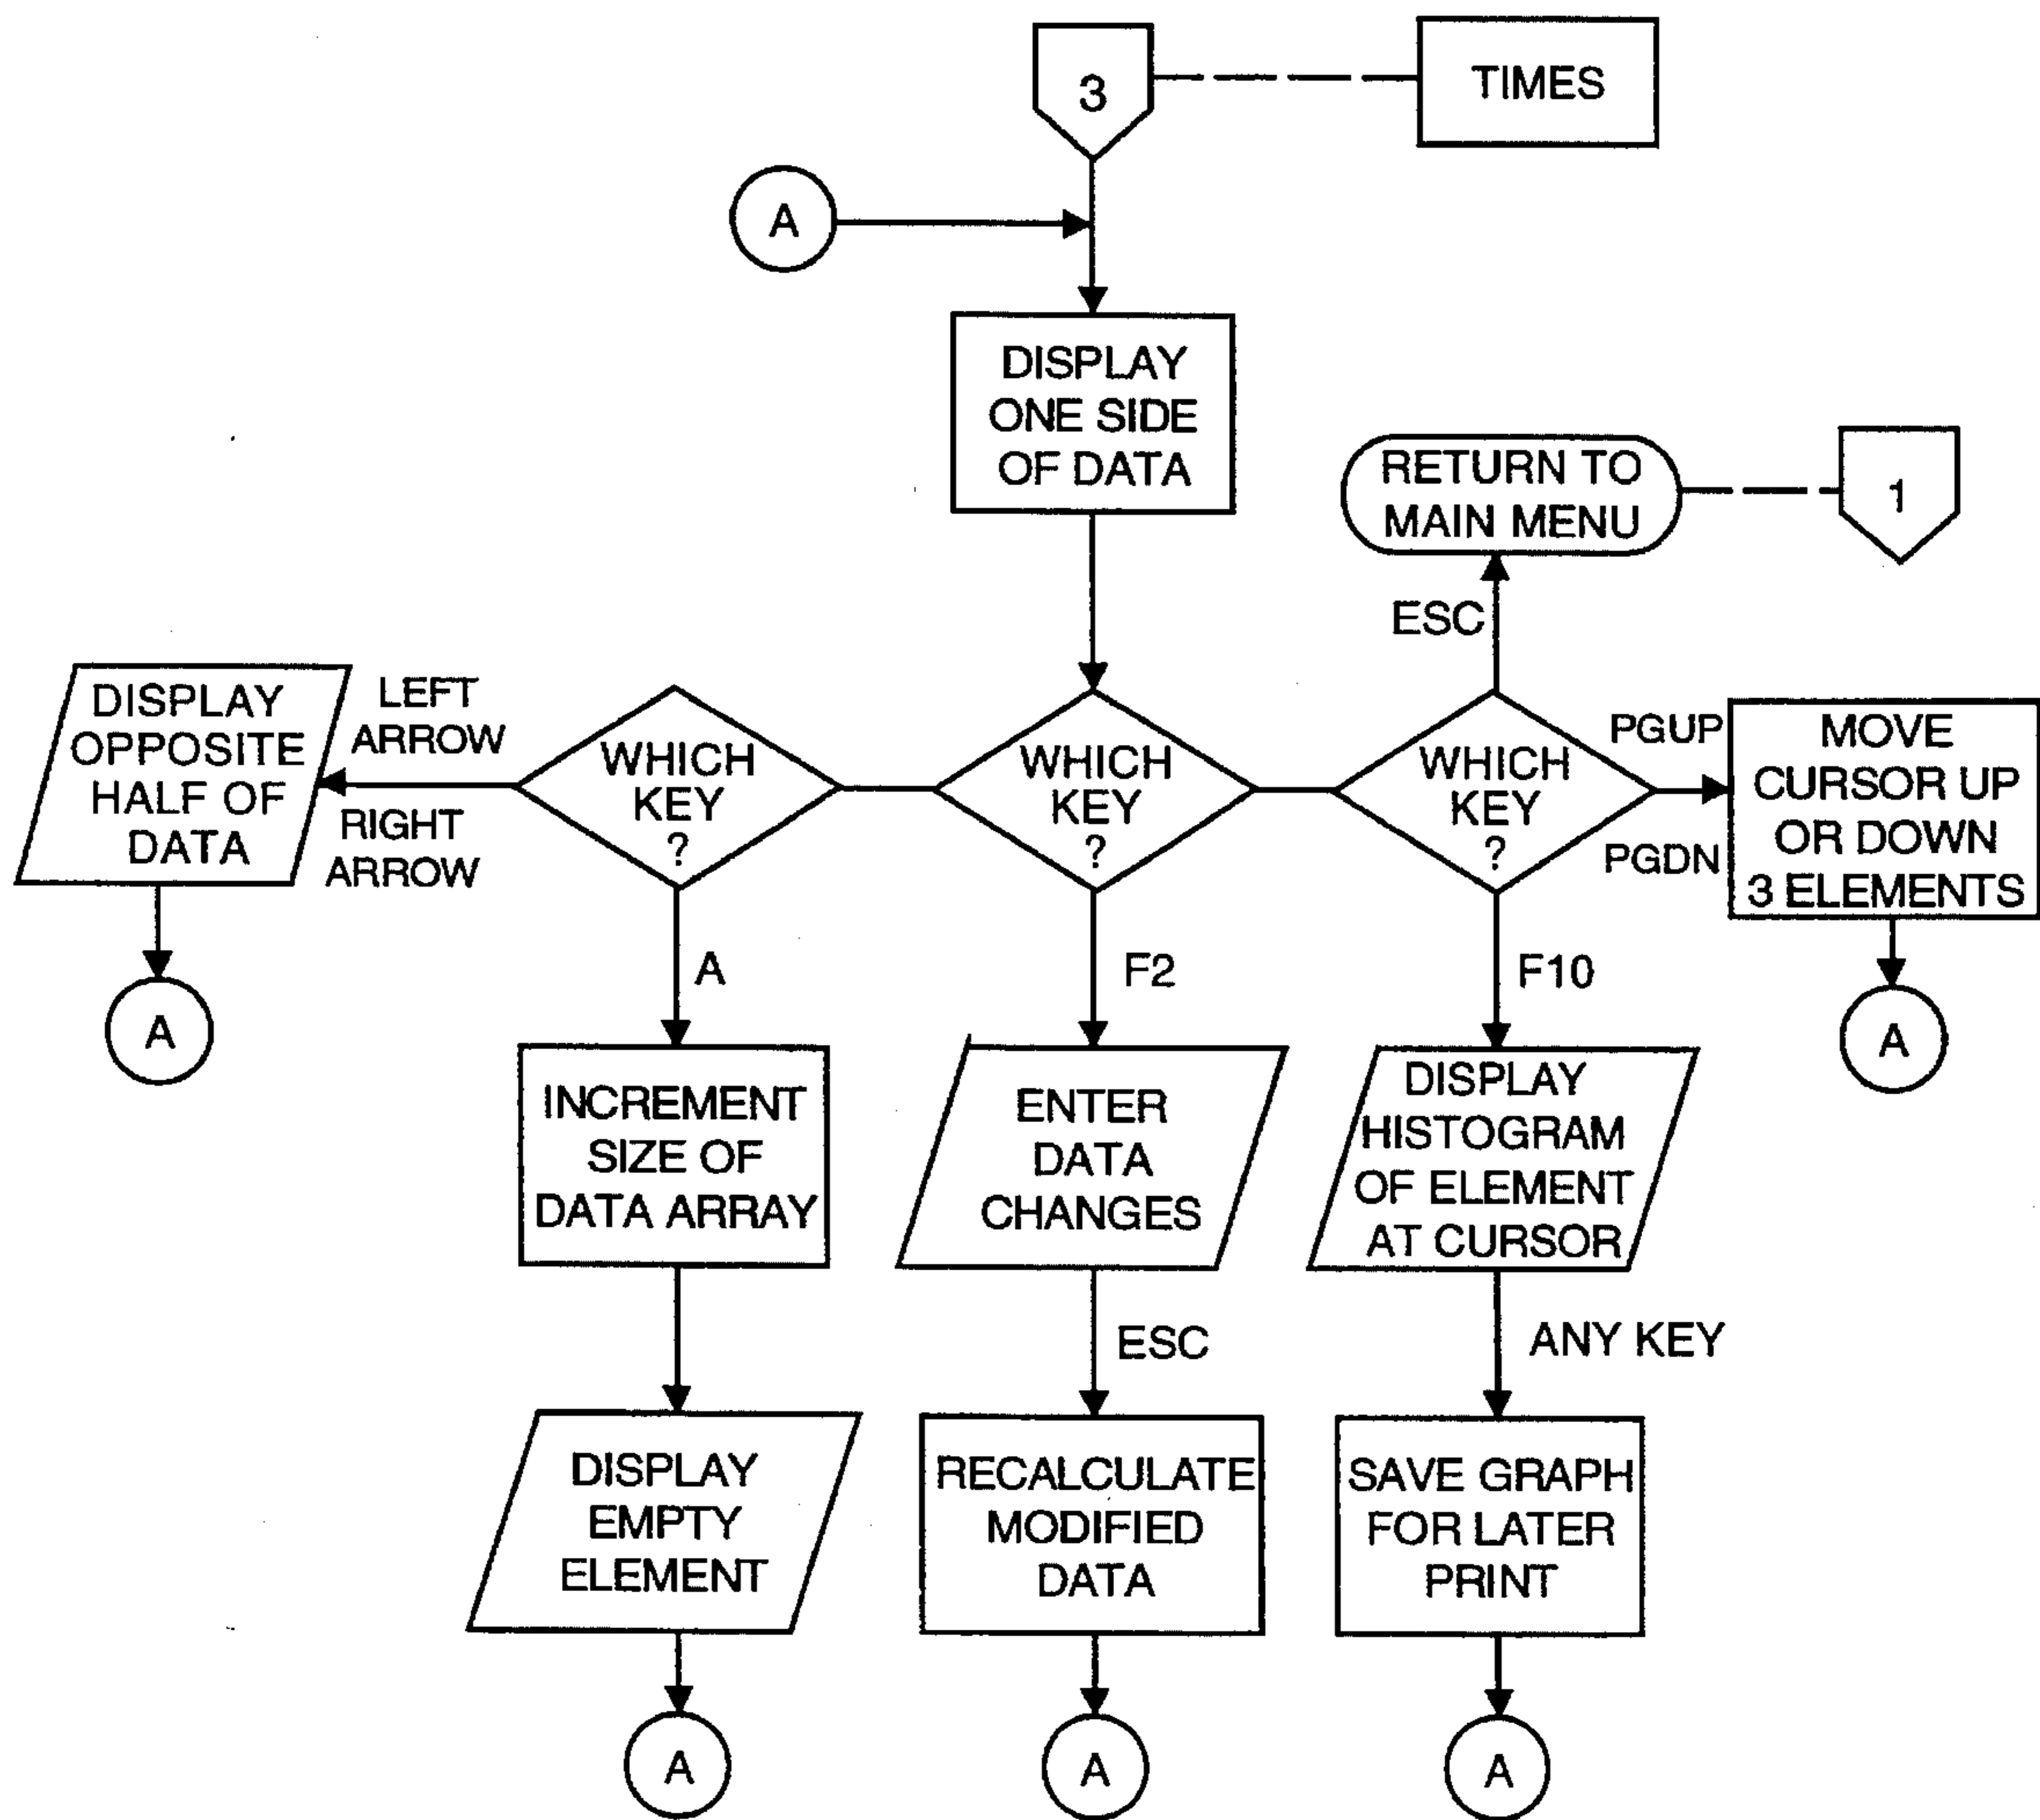 3
TIMES
A
DISPLAY
ONE SIDE
OF DATA
RETURN TO
MAIN MENU
1
ESC
DISPLAY
OPPOSITE
HALF OF
DATA
LEFT
ARROW
RIGHT
ARROW
WHICH
KEY
?
WHICH
KEY
?
WHICH
KEY
?
PGUP
PGDN
MOVE
CURSOR UP
OR DOWN
3 ELEMENTS
A
A
F2
F10
A
INCREMENT
SIZE OF
DATA ARRAY
ENTER
DATA
CHANGES
DISPLAY
HISTOGRAM
OF ELEMENT
AT CURSOR
ESC
ANY KEY
DISPLAY
EMPTY
ELEMENT
RECALCULATE
MODIFIED
DATA
SAVE GRAPH
FOR LATER
PRINT
A
A
A